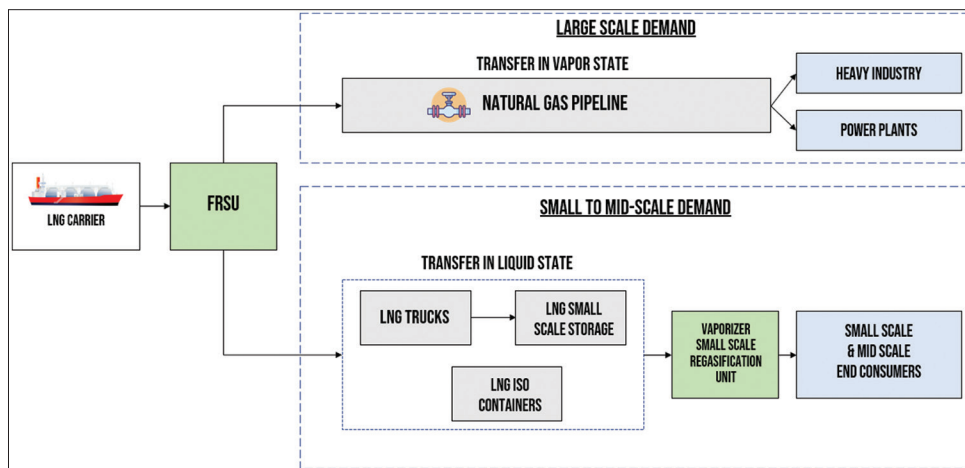 LARGE SCALE DEMAND
TRANSFER IN VAPOR STATE
NATURAL GAS PIPELINE
HEAVY INDUSTRY
POWER PLANTS
LNG CARRIER
FRSU
SMALL TO MID-SCALE DEMAND
TRANSFER IN LIQUID STATE
LNG TRUCKS
LNG SMALL
SCALE STORAGE
LNG ISO
CONTAINERS
VAPORIZER
SMALL SCALE
REGASIFICATION
UNIT
SMALL SCALE
& MID SCALE
END CONSUMERS